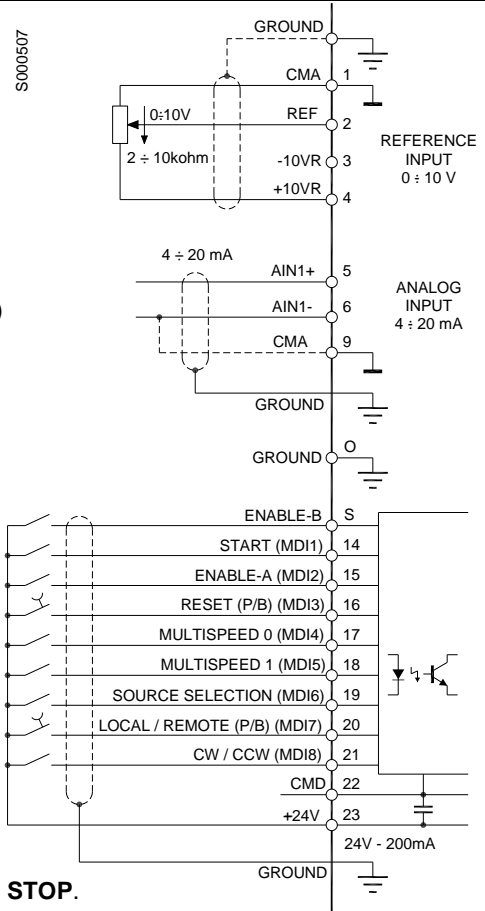 S000507
GROUND
CMA 1
0÷10V
REF 2
2 ÷ 10kohm
-10VR 3
+10VR 4
REFERENCE
INPUT
0 ÷ 10 V
4 ÷ 20 mA
AIN1+ 5
AIN1- 6
CMA 9
ANALOG
INPUT
4 ÷ 20 mA
)
GROUND
GROUND O
ENABLE-B S
START (MDI1) 14
ENABLE-A (MDI2) 15
RESET (P/B) (MDI3) 16
MULTISPEED 0 (MDI4) 17
MULTISPEED 1 (MDI5) 18
SOURCE SELECTION (MDI6) 19
LOCAL / REMOTE (P/B) (MDI7) 20
CW / CCW (MDI8) 21
CMD 22
+24V 23
24V - 200mA
GROUND
STOP.